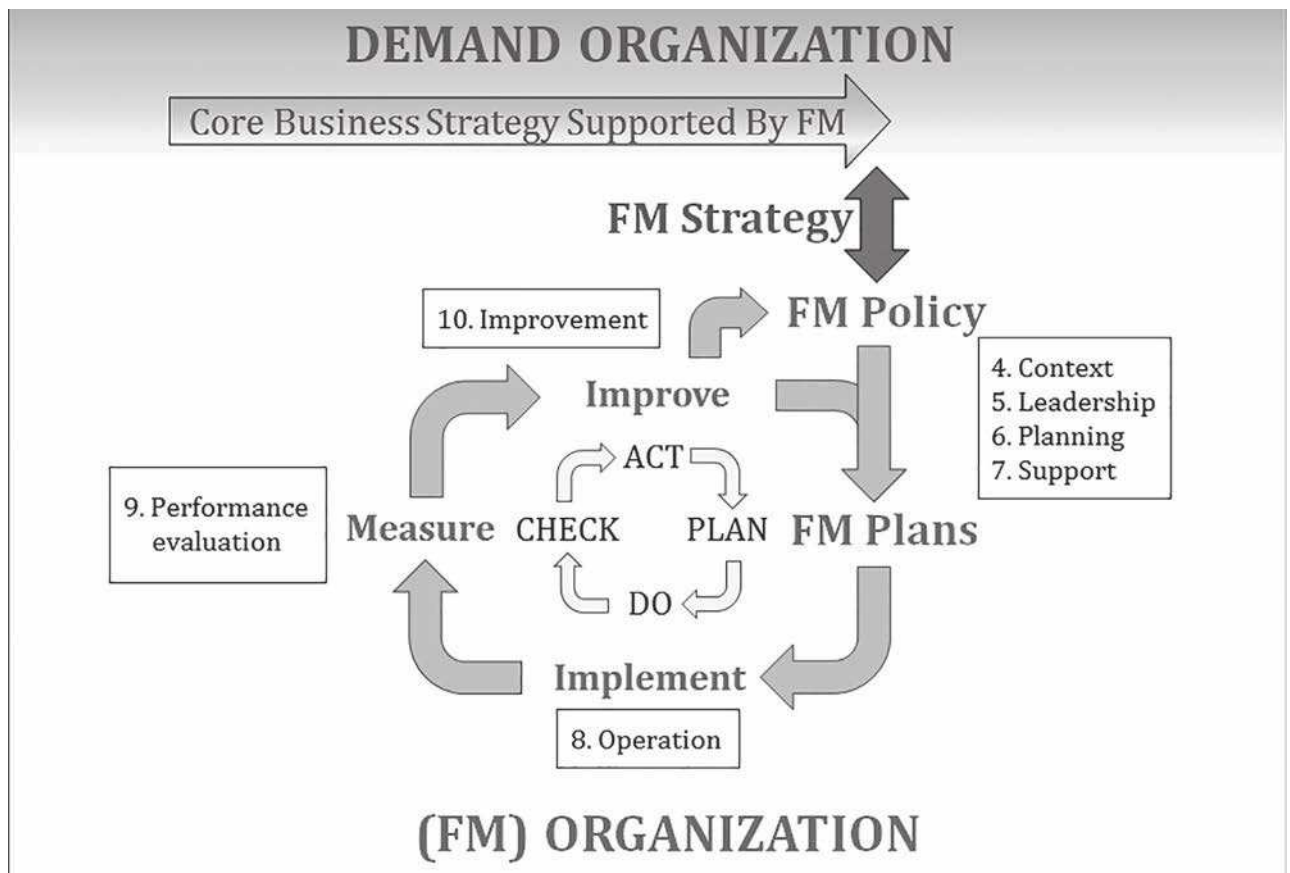 DEMAND ORGANIZATION
Core Business Strategy Supported By FM
FM Strategy
10. Improvement
FM Policy
4. Context
5. Leadership
6. Planning
7. Support
Improve
ACT
9. Performance
evaluation
Measure
CHECK
PLAN
FM Plans
DO
Implement
8. Operation
(FM) ORGANIZATION